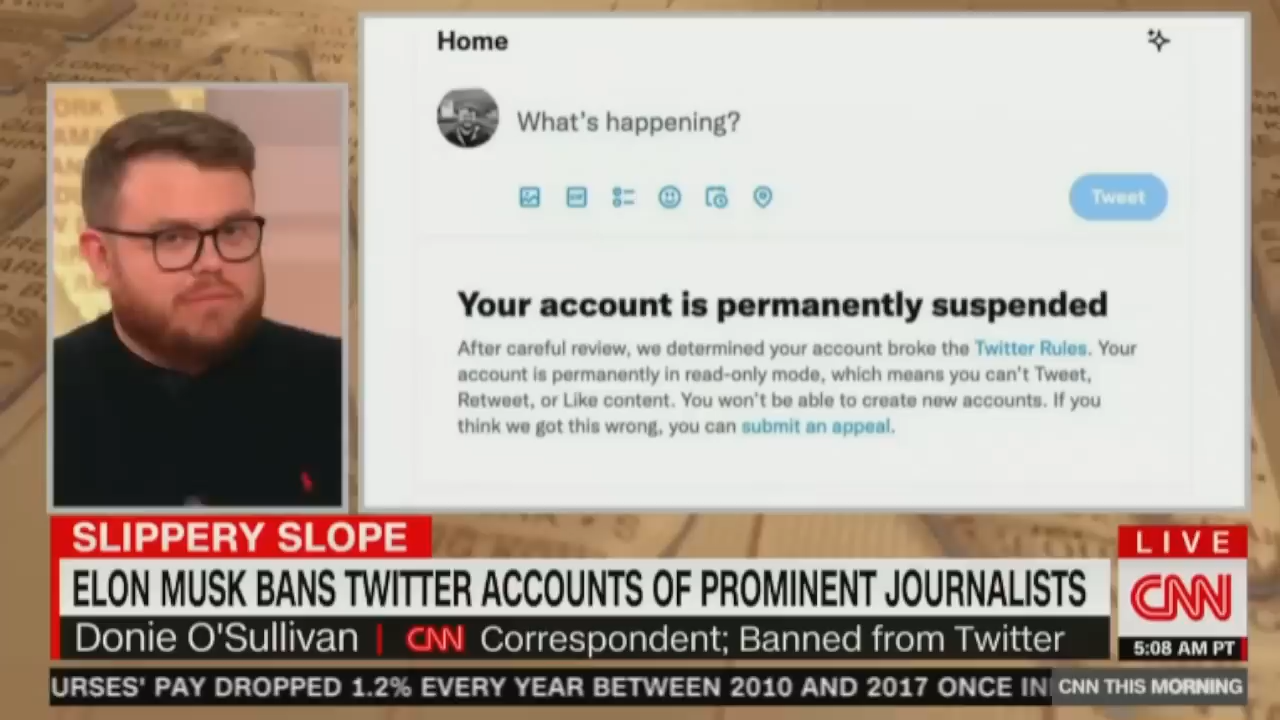 Home
What's happening?
Tweet
Your account is permanently suspended
After careful review, we determined your account broke the Twitter Rules. Your
account is permanently in read-only mode, which means you can't Tweet,
Retweet, or Like content. You won't be able to create new accounts. If you
think we got this wrong, you can submit an appeal.
SLIPPERY SLOPE
ELON MUSK BANS TWITTER ACCOUNTS OF PROMINENT JOURNALISTS
Donie O'Sullivan | CNN Correspondent; Banned from Twitter
LIVE
CNN
5:08 AM PT
URSES' PAY DROPPED 1.2% EVERY YEAR BETWEEN 2010 AND 2017 ONCE IN
CNN THIS MORNING